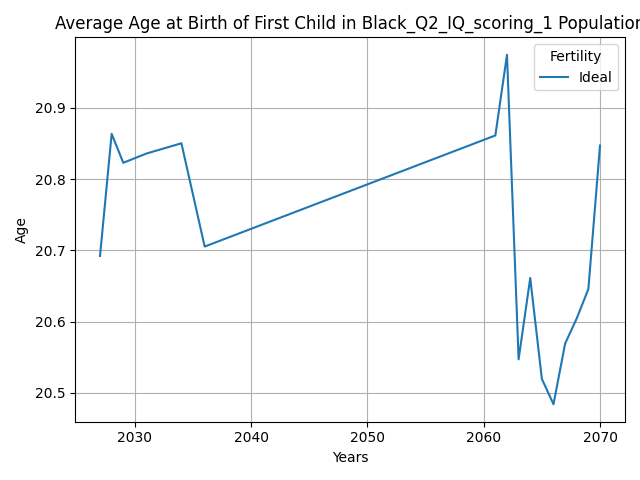 Average Age at Birth of First Child in Black_Q2_IQ_scoring_1 Population
Fertility
Ideal
20.9
20.8
20.7
20.6
20.5
Age
2030 2040 2050 2060 2070
Years